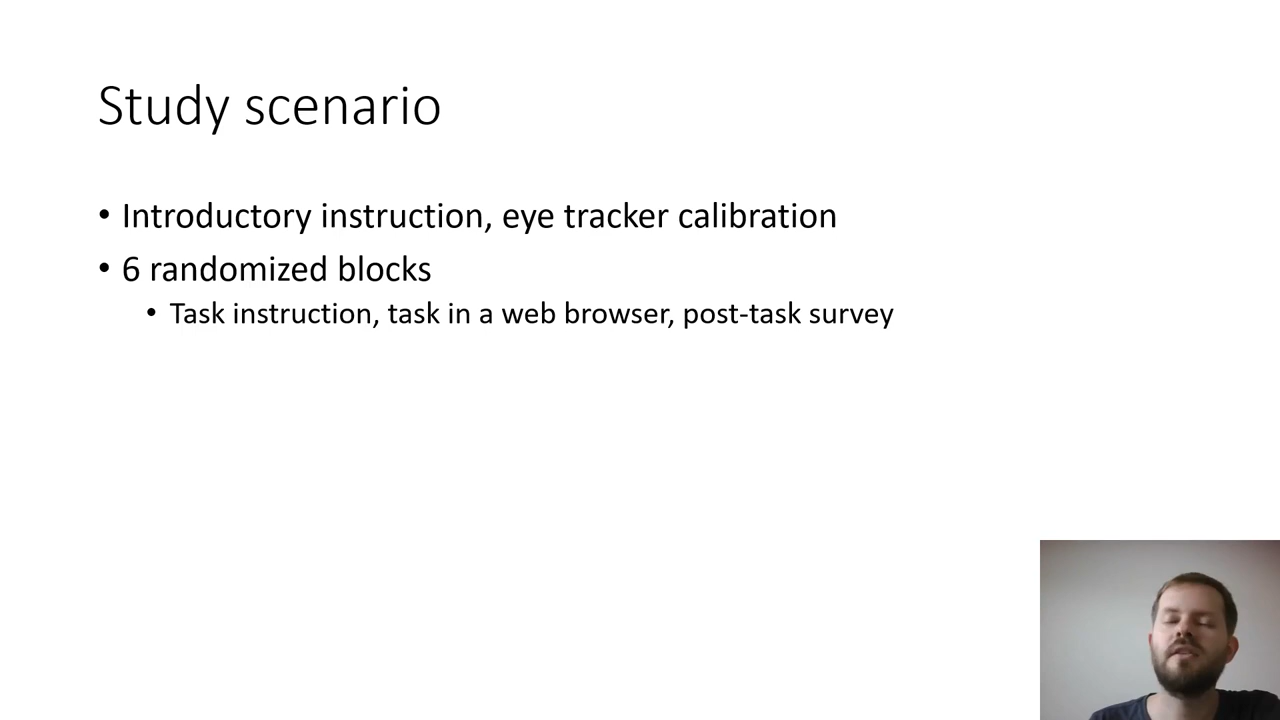 Study scenario
• Introductory instruction, eye tracker calibration
• 6 randomized blocks
• Task instruction, task in a web browser, post-task survey